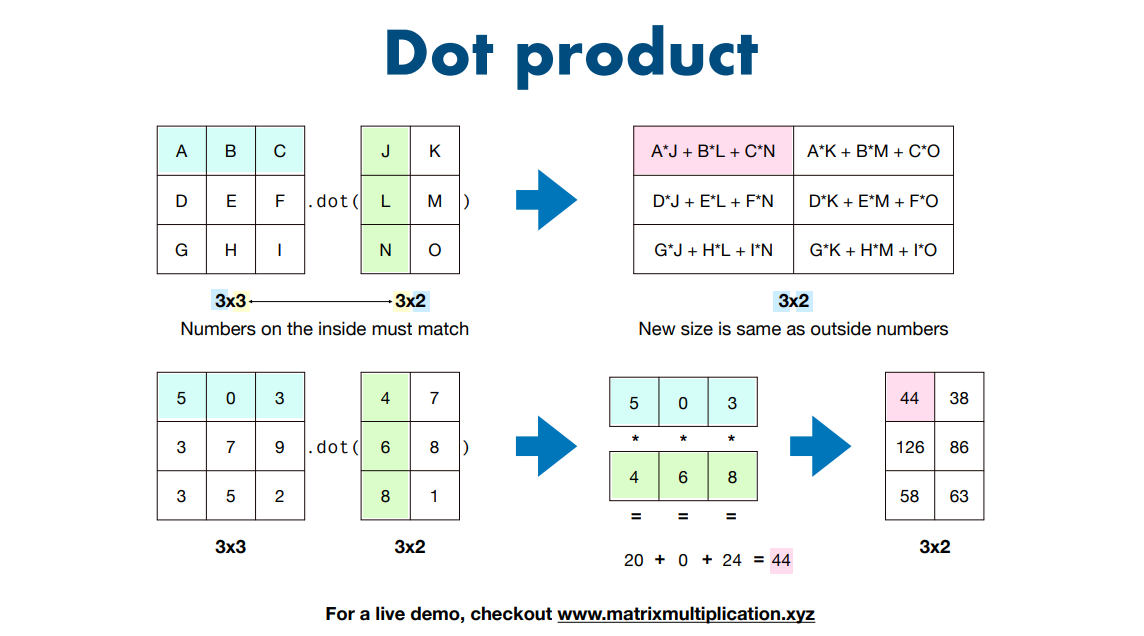 Dot product
A B C
D E F
G H I
.dot(
J K
L M
N O
)
A*J + B*L + C*N A*K + B*M + C*O
D*J + E*L + F*N D*K + E*M + F*O
G*J + H*L + I*N G*K + H*M + I*O
3x3 3x2
Numbers on the inside must match
3x2
New size is same as outside numbers
5 0 3
3 7 9
3 5 2
.dot(
4 7
6 8
8 1
)
3x3 3x2
5 0 3
* * *
4 6 8
= = =
20 + 0 + 24 = 44
44 38
126 86
58 63
3x2
For a live demo, checkout www.matrixmultiplication.xyz